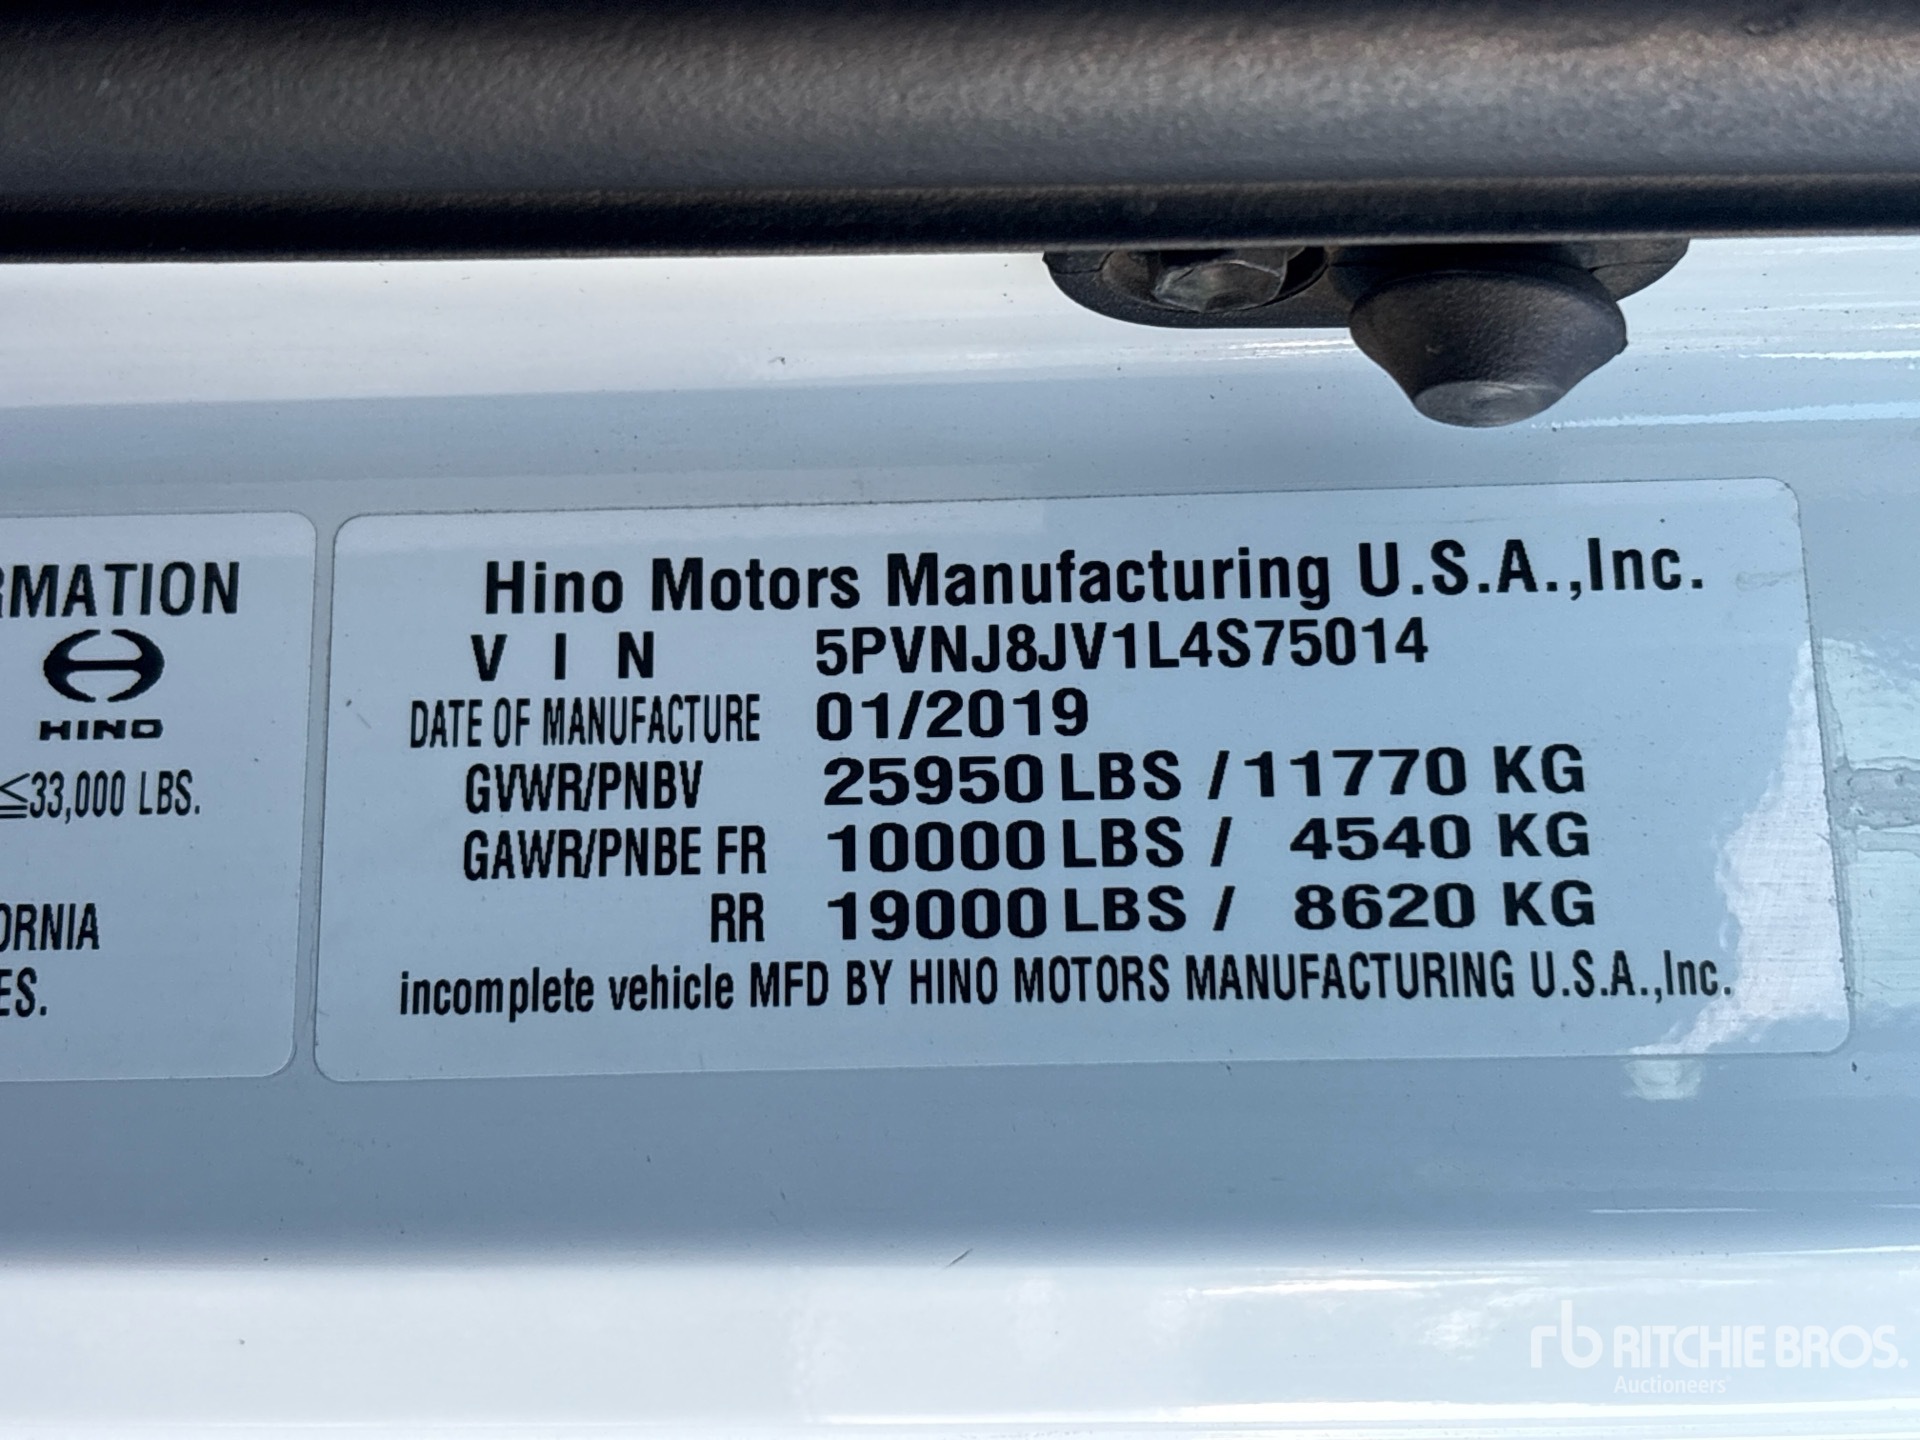 RMATION
HINO
≦33,000 LBS.
ORNIA
ES.
Hino Motors Manufacturing U.S.A.,Inc.
V I N 5PVNJ8JV1L4S75014
DATE OF MANUFACTURE 01/2019
GVWR/PNBV 25950 LBS / 11770 KG
GAWR/PNBE FR 10000 LBS / 4540 KG
RR 19000 LBS / 8620 KG
incomplete vehicle MFD BY HINO MOTORS MANUFACTURING U.S.A.,Inc.
rb RITCHIE BROS.
Auctioneers